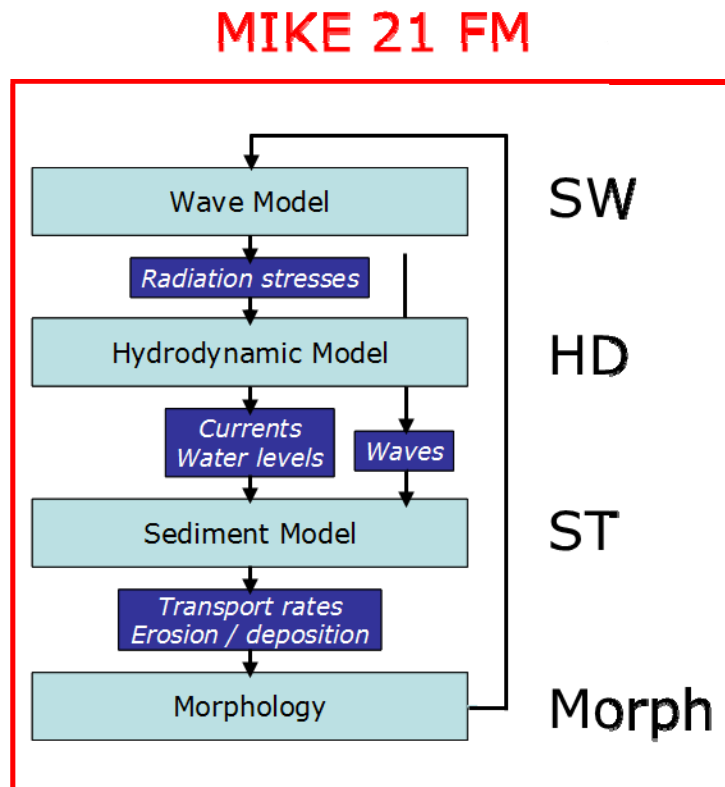 MIKE 21 FM
Wave Model
SW
Radiation stresses
Hydrodynamic Model
HD
Currents
Water levels
Waves
Sediment Model
ST
Transport rates
Erosion / deposition
Morphology
Morph